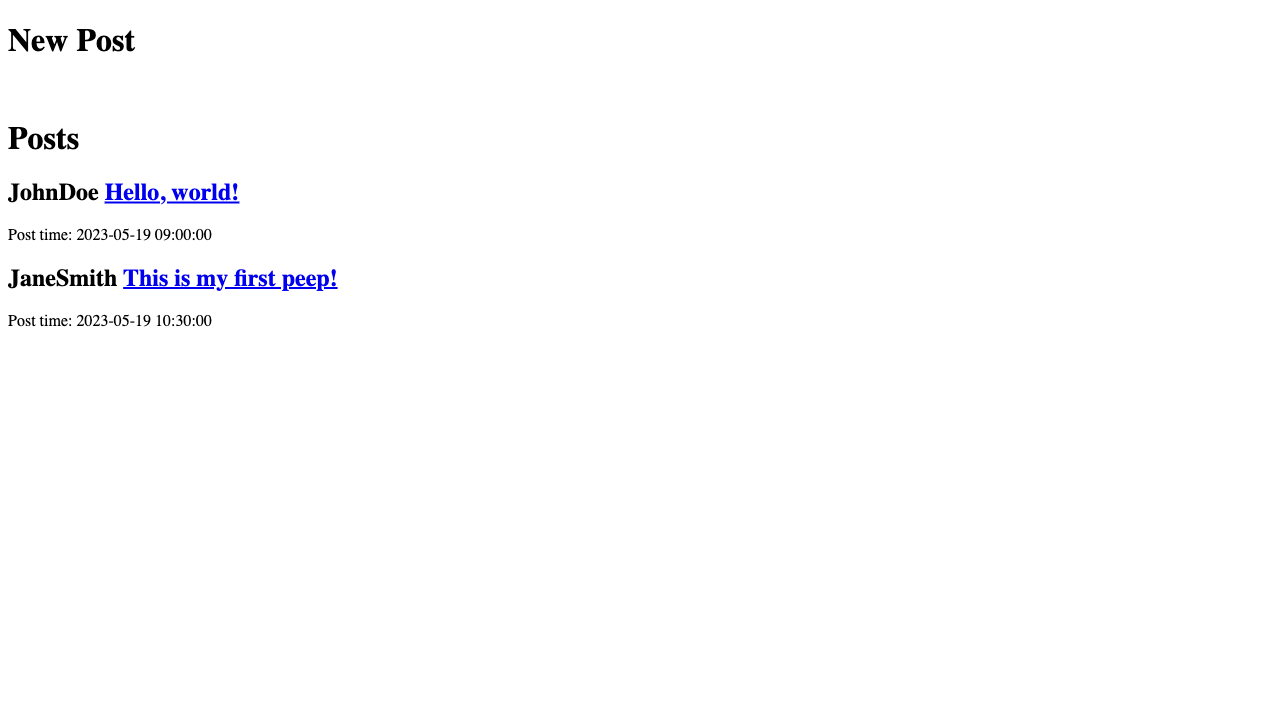 New Post
Posts
JohnDoe Hello, world!
Post time: 2023-05-19 09:00:00
JaneSmith This is my first peep!
Post time: 2023-05-19 10:30:00